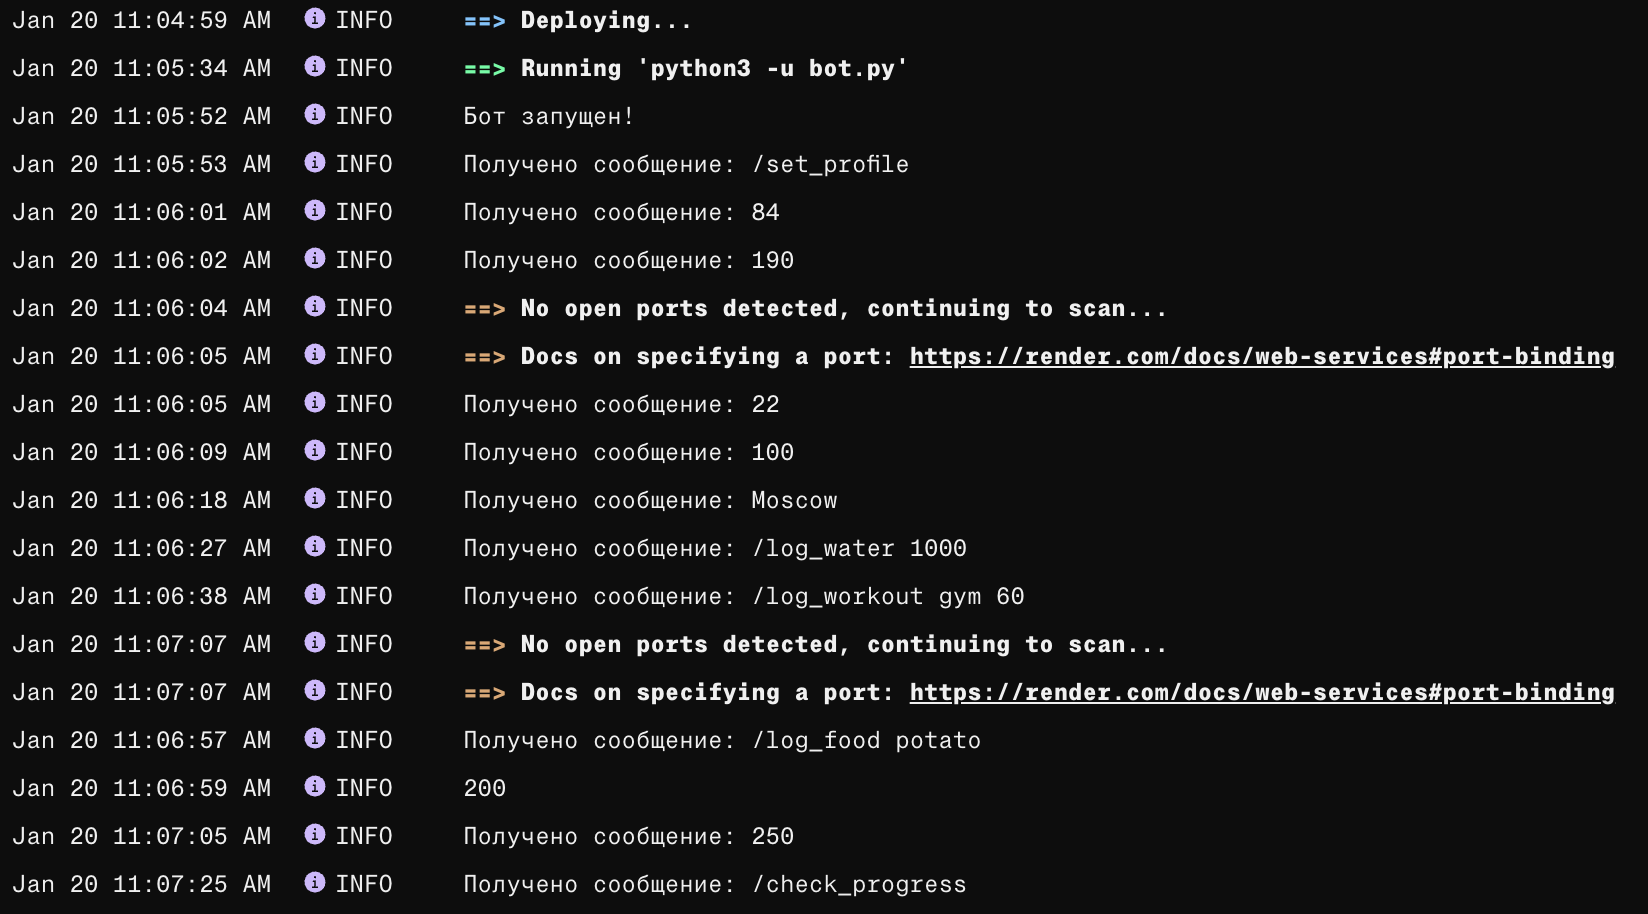 Jan 20 11:04:59 AM i INFO ==> Deploying...
Jan 20 11:05:34 AM i INFO ==> Running 'python3 -u bot.py'
Jan 20 11:05:52 AM i INFO Бот запущен!
Jan 20 11:05:53 AM i INFO Получено сообщение: /set_profile
Jan 20 11:06:01 AM i INFO Получено сообщение: 84
Jan 20 11:06:02 AM i INFO Получено сообщение: 190
Jan 20 11:06:04 AM i INFO ==> No open ports detected, continuing to scan...
Jan 20 11:06:05 AM i INFO ==> Docs on specifying a port: https://render.com/docs/web-services#port-binding
Jan 20 11:06:05 AM i INFO Получено сообщение: 22
Jan 20 11:06:09 AM i INFO Получено сообщение: 100
Jan 20 11:06:18 AM i INFO Получено сообщение: Moscow
Jan 20 11:06:27 AM i INFO Получено сообщение: /log_water 1000
Jan 20 11:06:38 AM i INFO Получено сообщение: /log_workout gym 60
Jan 20 11:07:07 AM i INFO ==> No open ports detected, continuing to scan...
Jan 20 11:07:07 AM i INFO ==> Docs on specifying a port: https://render.com/docs/web-services#port-binding
Jan 20 11:06:57 AM i INFO Получено сообщение: /log_food potato
Jan 20 11:06:59 AM i INFO 200
Jan 20 11:07:05 AM i INFO Получено сообщение: 250
Jan 20 11:07:25 AM i INFO Получено сообщение: /check_progress